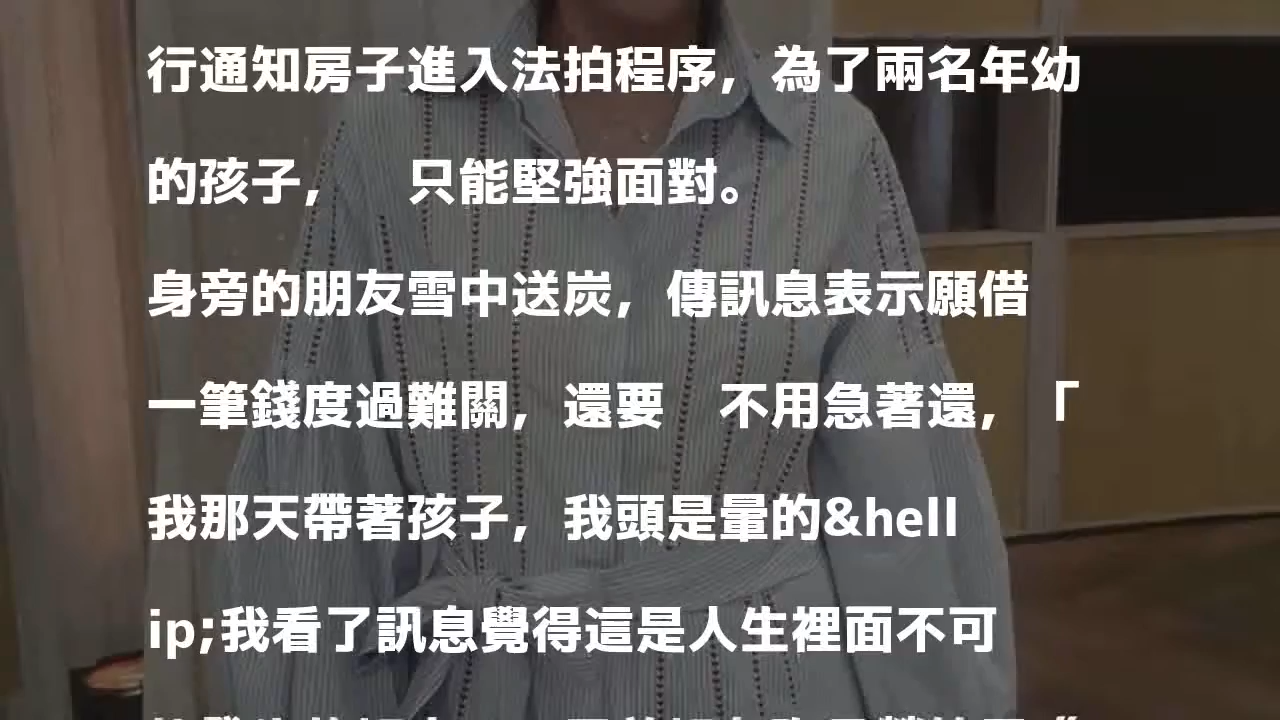 行通知房子進入法拍程序，為了兩名年幼
的孩子，　只能堅強面對。
身旁的朋友雪中送炭，傳訊息表示願借
一筆錢度過難關，還要　不用急著還，「
我那天帶著孩子，我頭是暈的&hell
ip;我看了訊息覺得這是人生裡面不可